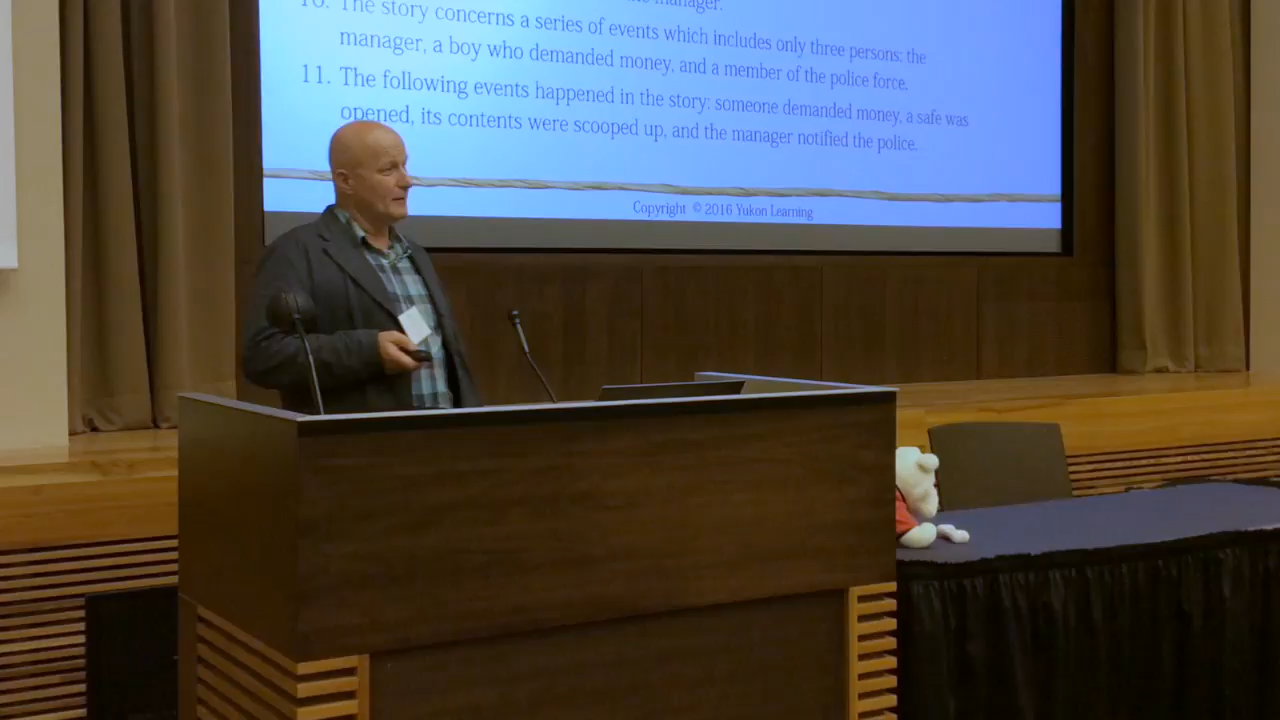 manager.
10. The story concerns a series of events which includes only three persons: the
manager, a boy who demanded money, and a member of the police force.
11. The following events happened in the story: someone demanded money, a safe was
opened, its contents were scooped up, and the manager notified the police.
Copyright © 2016 Yukon Learning